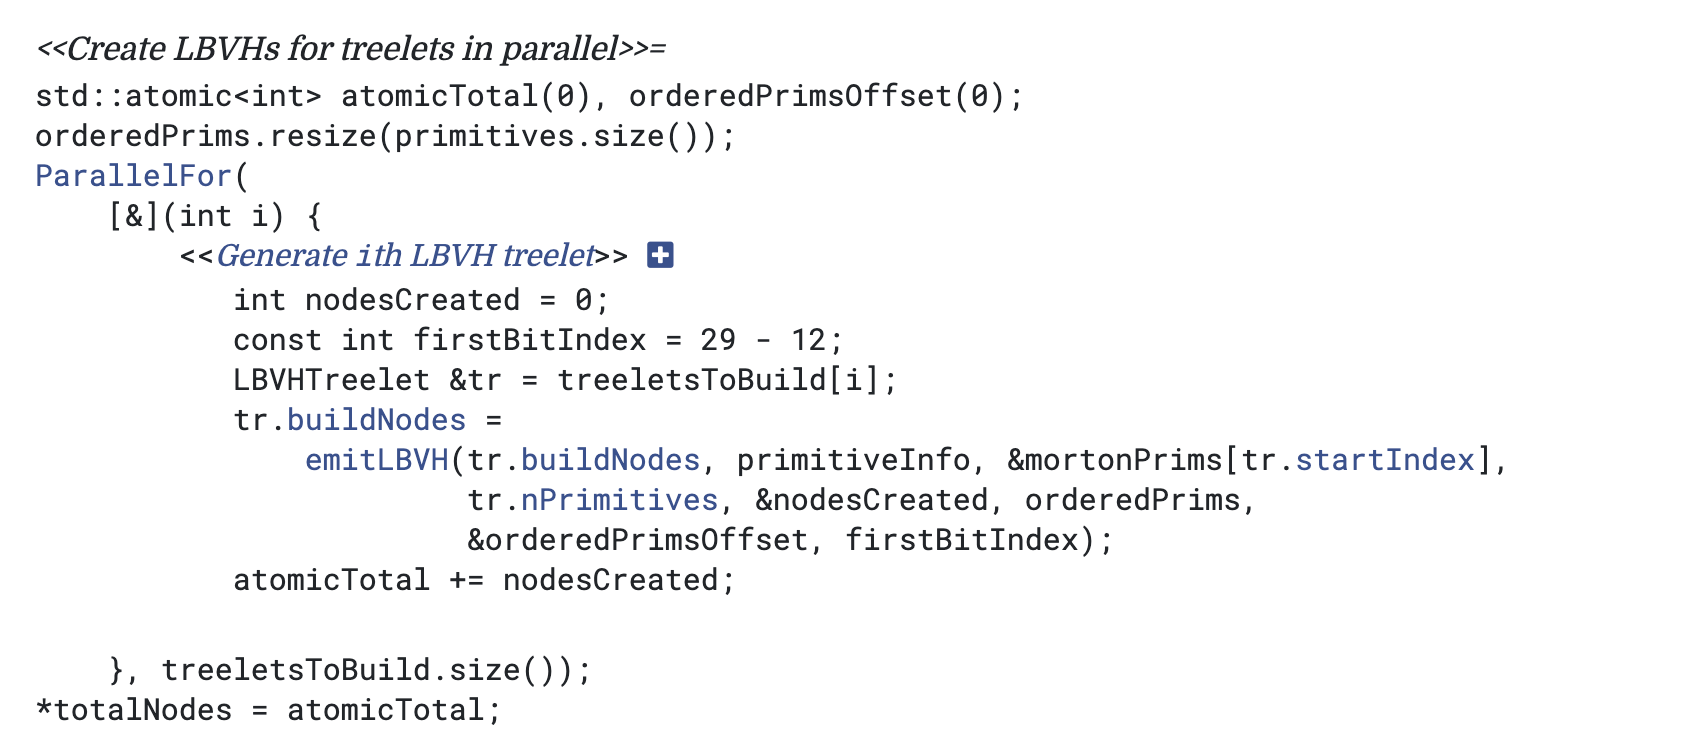 <<Create LBVHs for treelets in parallel>>=
std::atomic<int> atomicTotal(0), orderedPrimsOffset(0);
orderedPrims.resize(primitives.size());
ParallelFor(
    [&](int i) {
        <<Generate ith LBVH treelet>>
           int nodesCreated = 0;
           const int firstBitIndex = 29 - 12;
           LBVHTreelet &tr = treeletsToBuild[i];
           tr.buildNodes =
               emitLBVH(tr.buildNodes, primitiveInfo, &mortonPrims[tr.startIndex],
                        tr.nPrimitives, &nodesCreated, orderedPrims,
                        &orderedPrimsOffset, firstBitIndex);
           atomicTotal += nodesCreated;
    }, treeletsToBuild.size());
*totalNodes = atomicTotal;